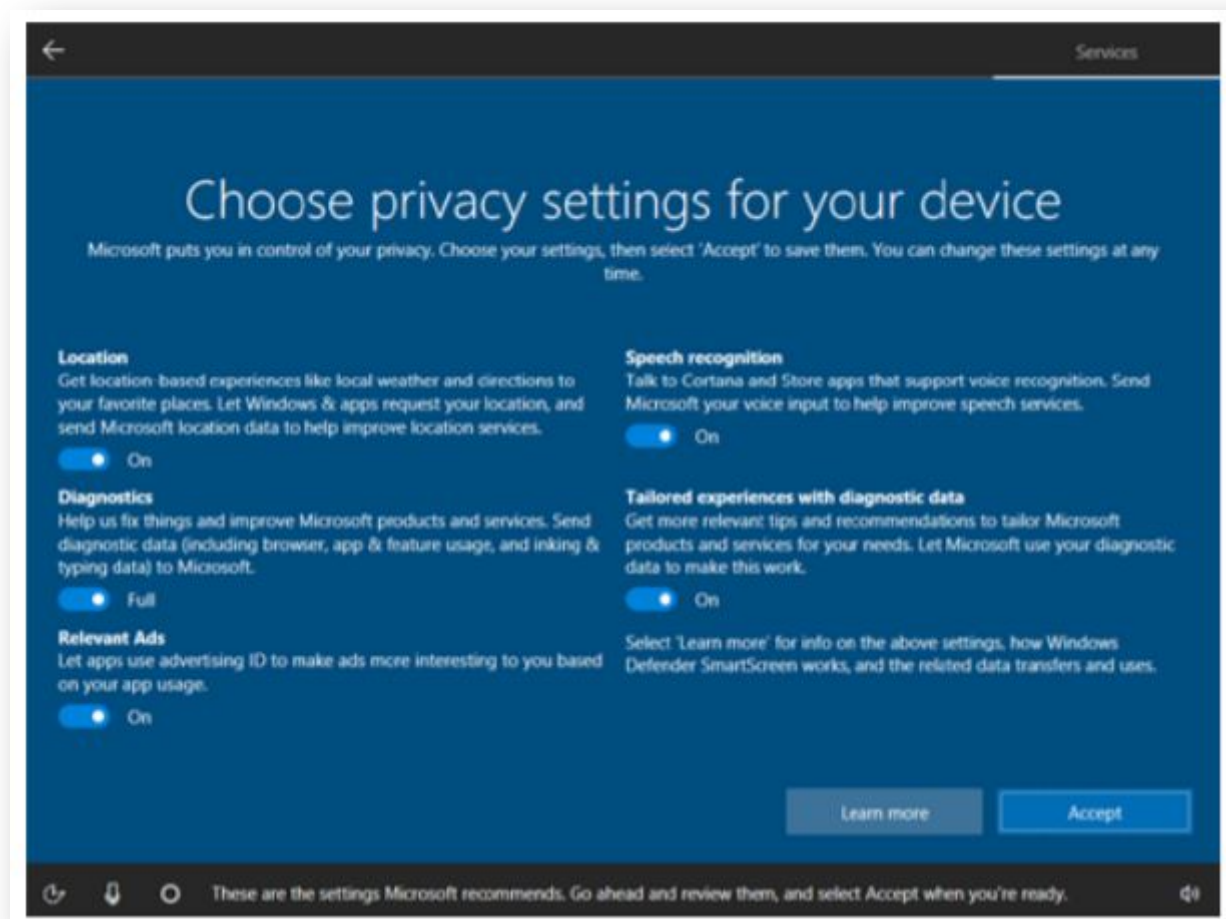 Services
Choose privacy settings for your device
Microsoft puts you in control of your privacy. Choose your settings, then select 'Accept' to save them. You can change these settings at any
time.
Location
Get location-based experiences like local weather and directions to
your favorite places. Let Windows & apps request your location, and
send Microsoft location data to help improve location services.
On
Diagnostics
Help us fix things and improve Microsoft products and services. Send
diagnostic data (including browser, app & feature usage, and inking &
typing data) to Microsoft.
Full
Relevant Ads
Let apps use advertising ID to make ads more interesting to you based
on your app usage.
On
Speech recognition
Talk to Cortana and Store apps that support voice recognition. Send
Microsoft your voice input to help improve speech services.
On
Tailored experiences with diagnostic data
Get more relevant tips and recommendations to tailor Microsoft
products and services for your needs. Let Microsoft use your diagnostic
data to make this work.
On
Select 'Learn more' for info on the above settings, how Windows
Defender SmartScreen works, and the related data transfers and uses.
Learn more
Accept
These are the settings Microsoft recommends. Go ahead and review them, and select Accept when you're ready.